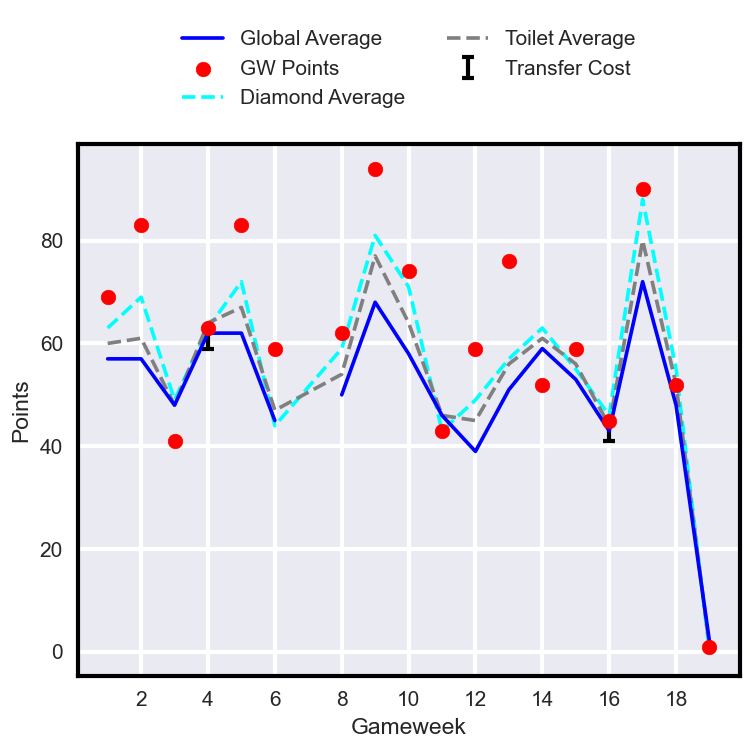 Global Average
GW Points
Diamond Average
Toilet Average
Transfer Cost
Points
80
60
40
20
0
2 4 6 8 10 12 14 16 18
Gameweek